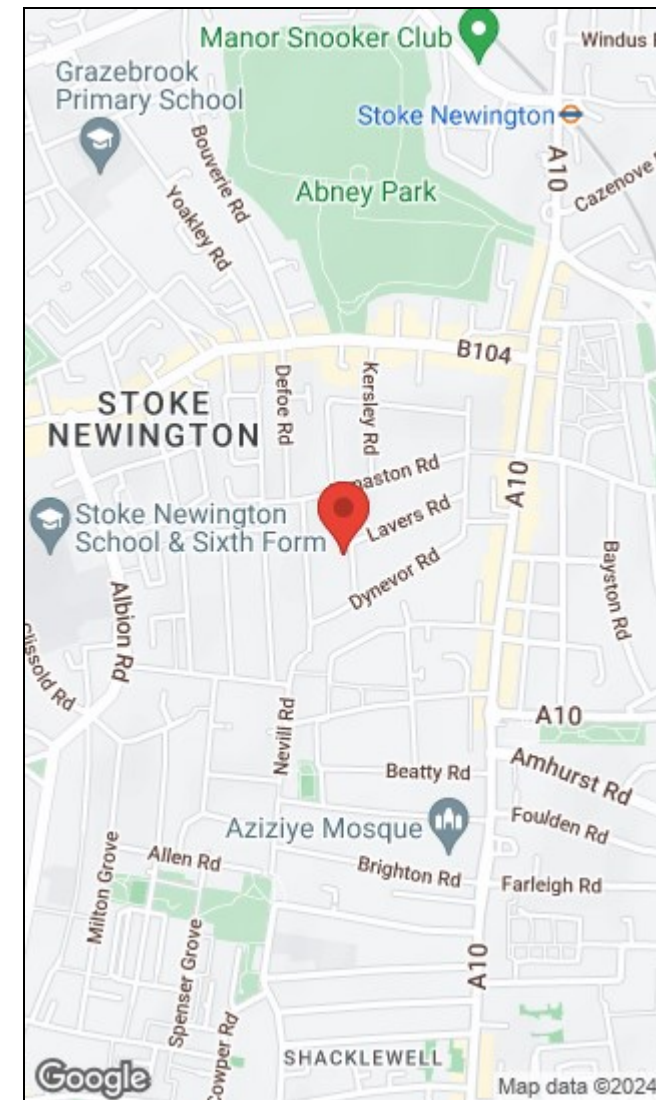 Manor Snooker Club
Windus
Grazebrook
Primary School
Stoke Newington
Bouverie Rd
A10
Cazenove
Yoakley Rd
Abney Park
B104
Defoe Rd
Kersley Rd
STOKE
NEWINGTON
aston Rd
A10
Stoke Newington
School & Sixth Form
Lavers Rd
Dynevor Rd
Bayston Rd
Albion Rd
Clissold Rd
Nevill Rd
A10
Beatty Rd
Amhurst Rd
Aziziye Mosque
Foulden Rd
Milton Grove
Allen Rd
Brighton Rd
Farleigh Rd
Spenser Grove
A10
Cowper Rd
SHACKLEWELL
Google
Map data ©2024